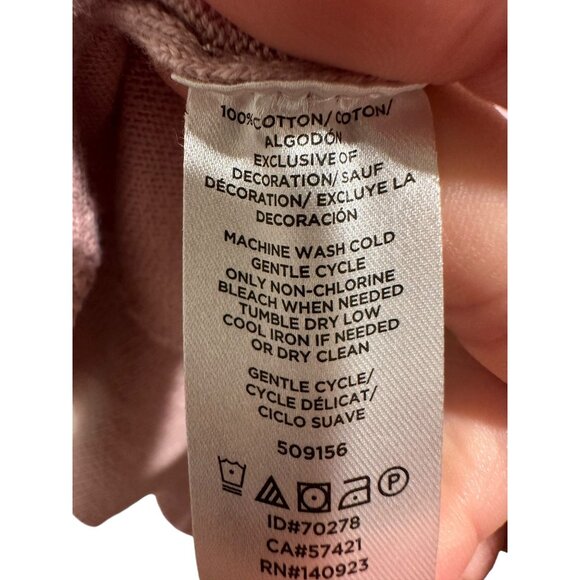 100% COTTON/ COTON/
ALGODÓN
EXCLUSIVE OF
DECORATION/ SAUF
DÉCORATION/ EXCLUYE LA
DECORACIÓN
MACHINE WASH COLD
GENTLE CYCLE
ONLY NON-CHLORINE
BLEACH WHEN NEEDED
TUMBLE DRY LOW
COOL IRON IF NEEDED
OR DRY CLEAN
GENTLE CYCLE/
CYCLE DÉLICAT/
CICLO SUAVE
509156
P
ID#70278
CA#57421
RN#140923